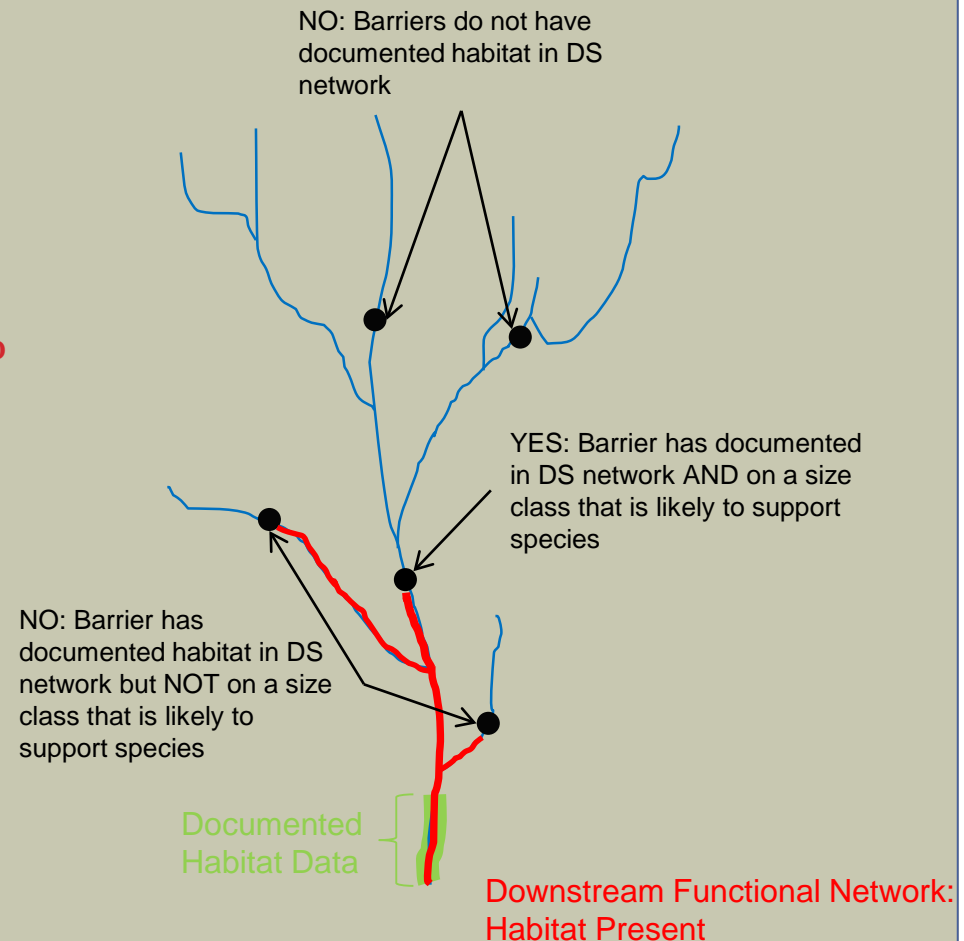 NO: Barriers do not have
documented habitat in DS
network
YES: Barrier has documented
in DS network AND on a size
class that is likely to support
species
NO: Barrier has
documented habitat in DS
network but NOT on a size
class that is likely to
support species
Documented
Habitat Data
Downstream Functional Network:
Habitat Present